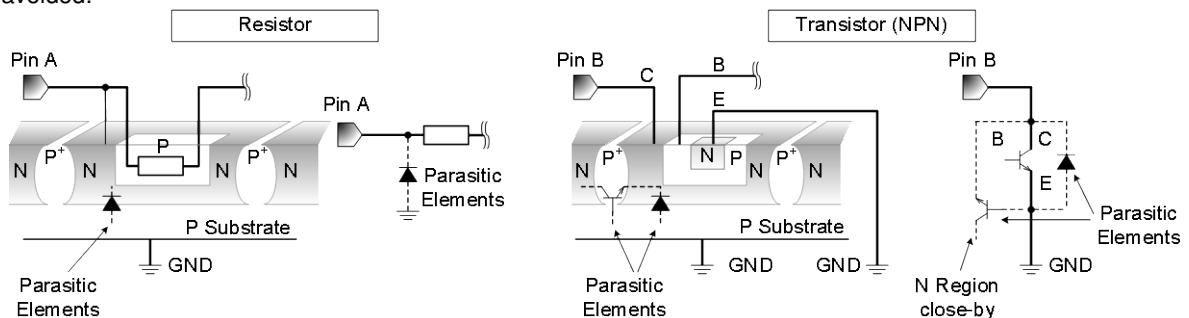 avoided.
Resistor
Transistor (NPN)
Pin A
Pin A
N
P+
N
P
N
P+
N
Parasitic
Elements
P Substrate
GND
Parasitic
Elements
Pin B
C
B
E
N
P+
N
N
P
N
P+
N
P Substrate
GND
GND
Parasitic
Elements
Pin B
B
C
E
Parasitic
Elements
GND
N Region
close-by